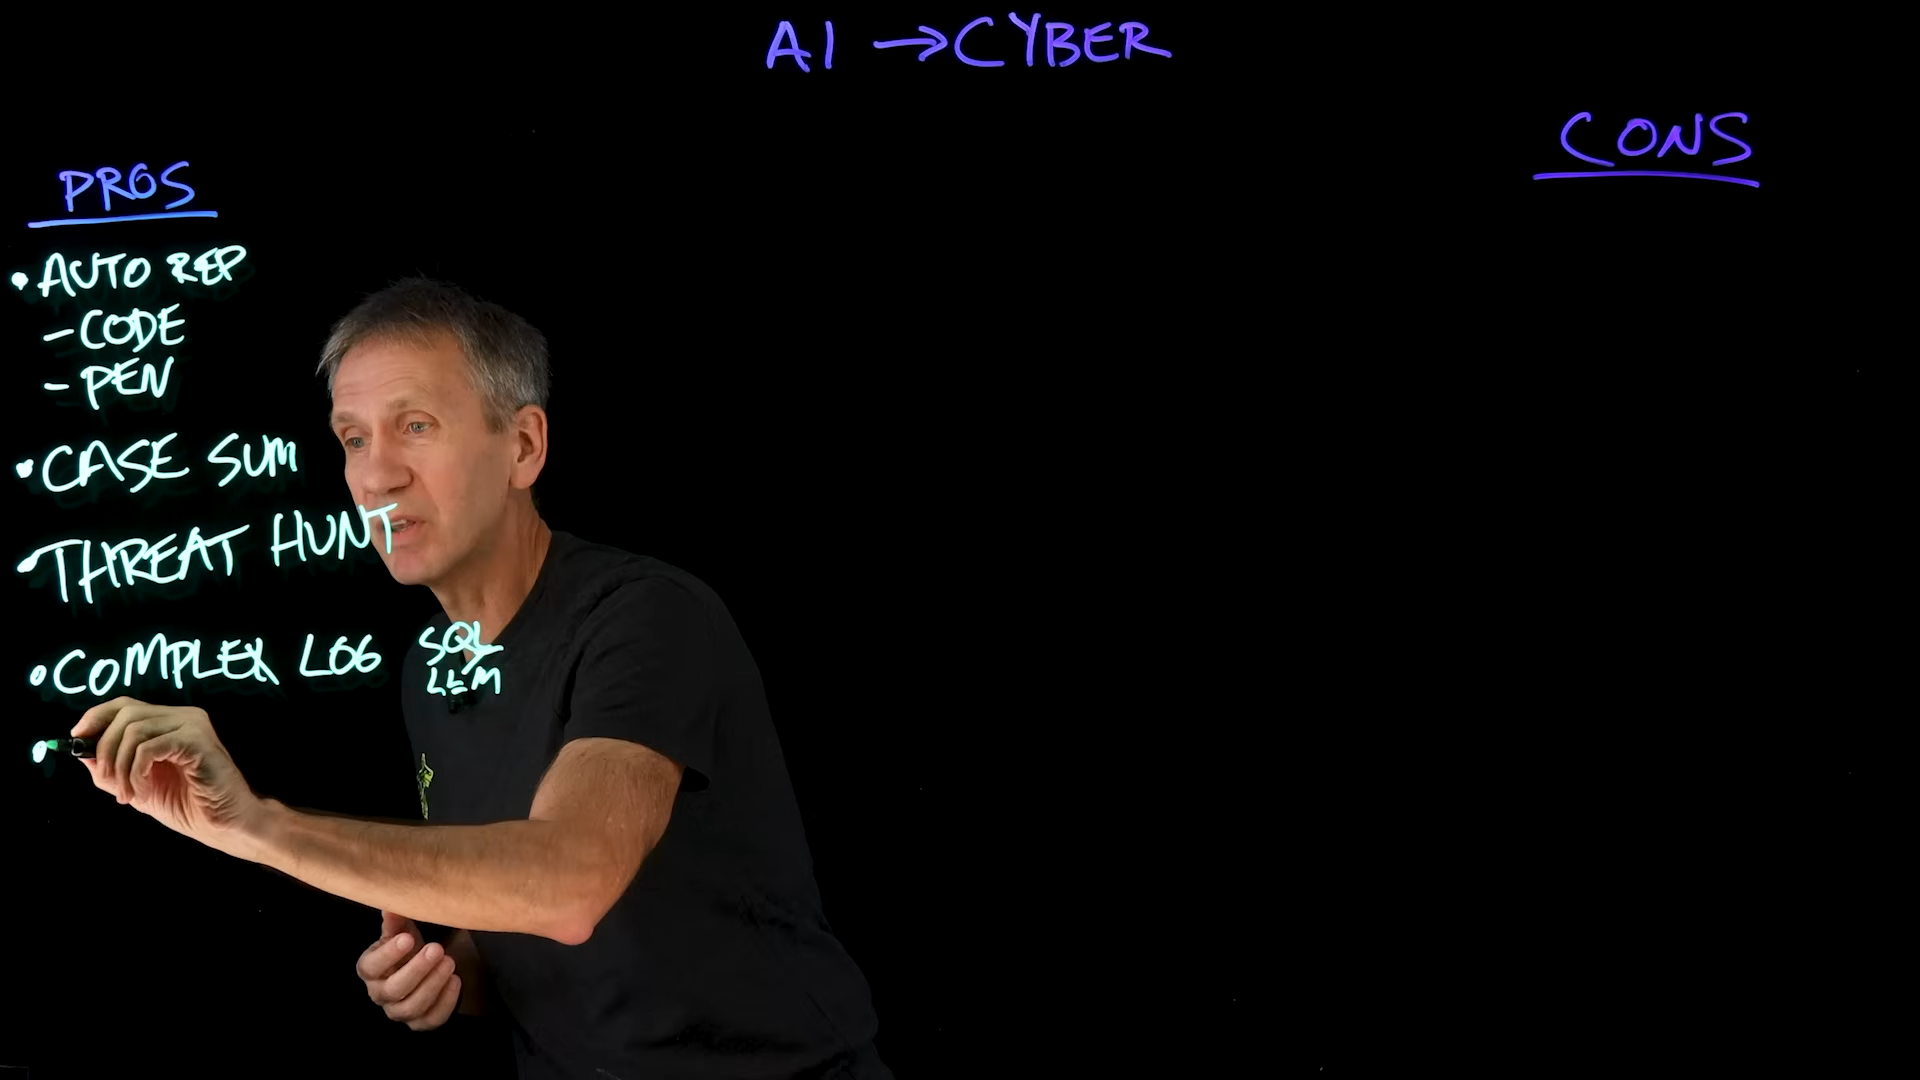 AI → CYBER
CONS
PROS
• AUTO REP
- CODE
- PEN
• CASE SUM
• THREAT HUNT
• COMPLEX LOG SQL
LLM
•